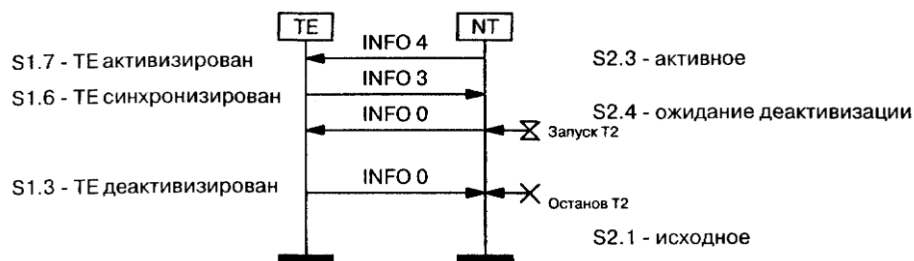 TE
NT
INFO 4
S1.7 - TE активизирован
S2.3 - активное
INFO 3
S1.6 - TE синхронизирован
S2.4 - ожидание деактивизации
INFO 0
Запуск T2
S1.3 - TE деактивизирован
INFO 0
Останов T2
S2.1 - исходное